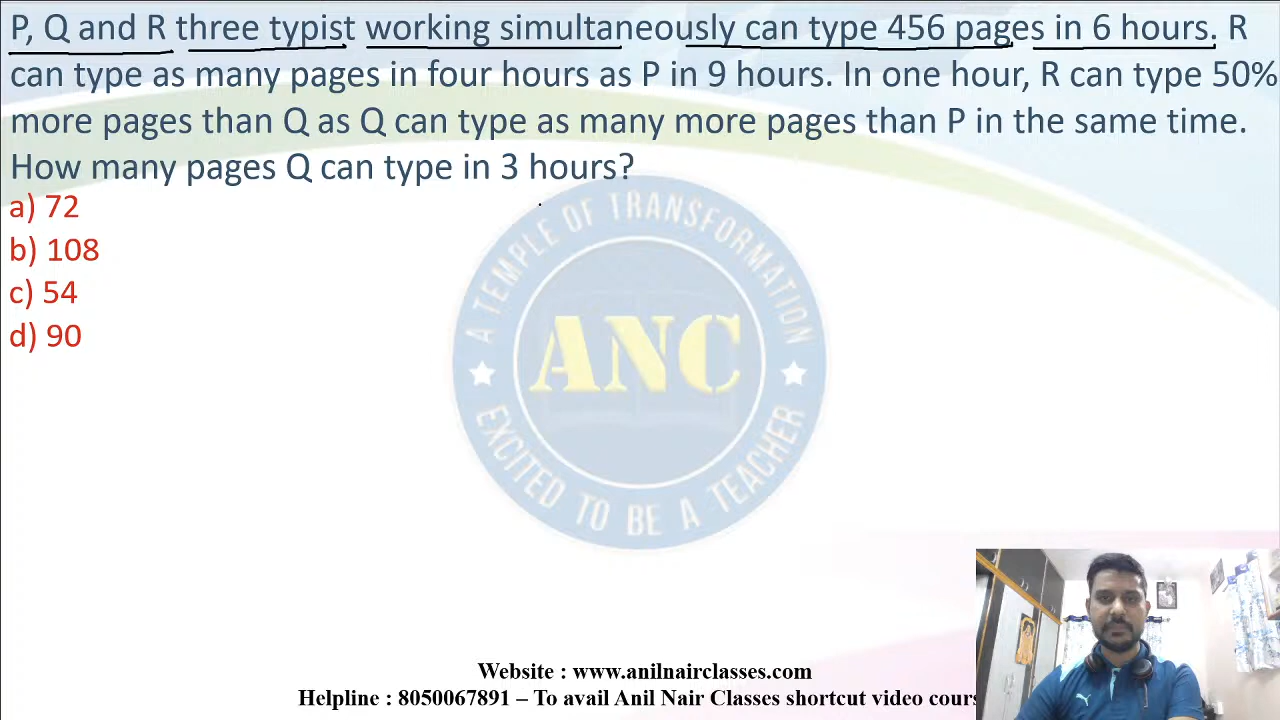 P, Q and R three typist working simultaneously can type 456 pages in 6 hours. R
can type as many pages in four hours as P in 9 hours. In one hour, R can type 50%
more pages than Q as Q can type as many more pages than P in the same time.
How many pages Q can type in 3 hours?
a) 72
b) 108
c) 54
d) 90
A TEMPLE OF TRANSFORMATION
ANC
EXCITED TO BE A TEACHER
Website : www.anilnairclasses.com
Helpline : 8050067891 – To avail Anil Nair Classes shortcut video cours